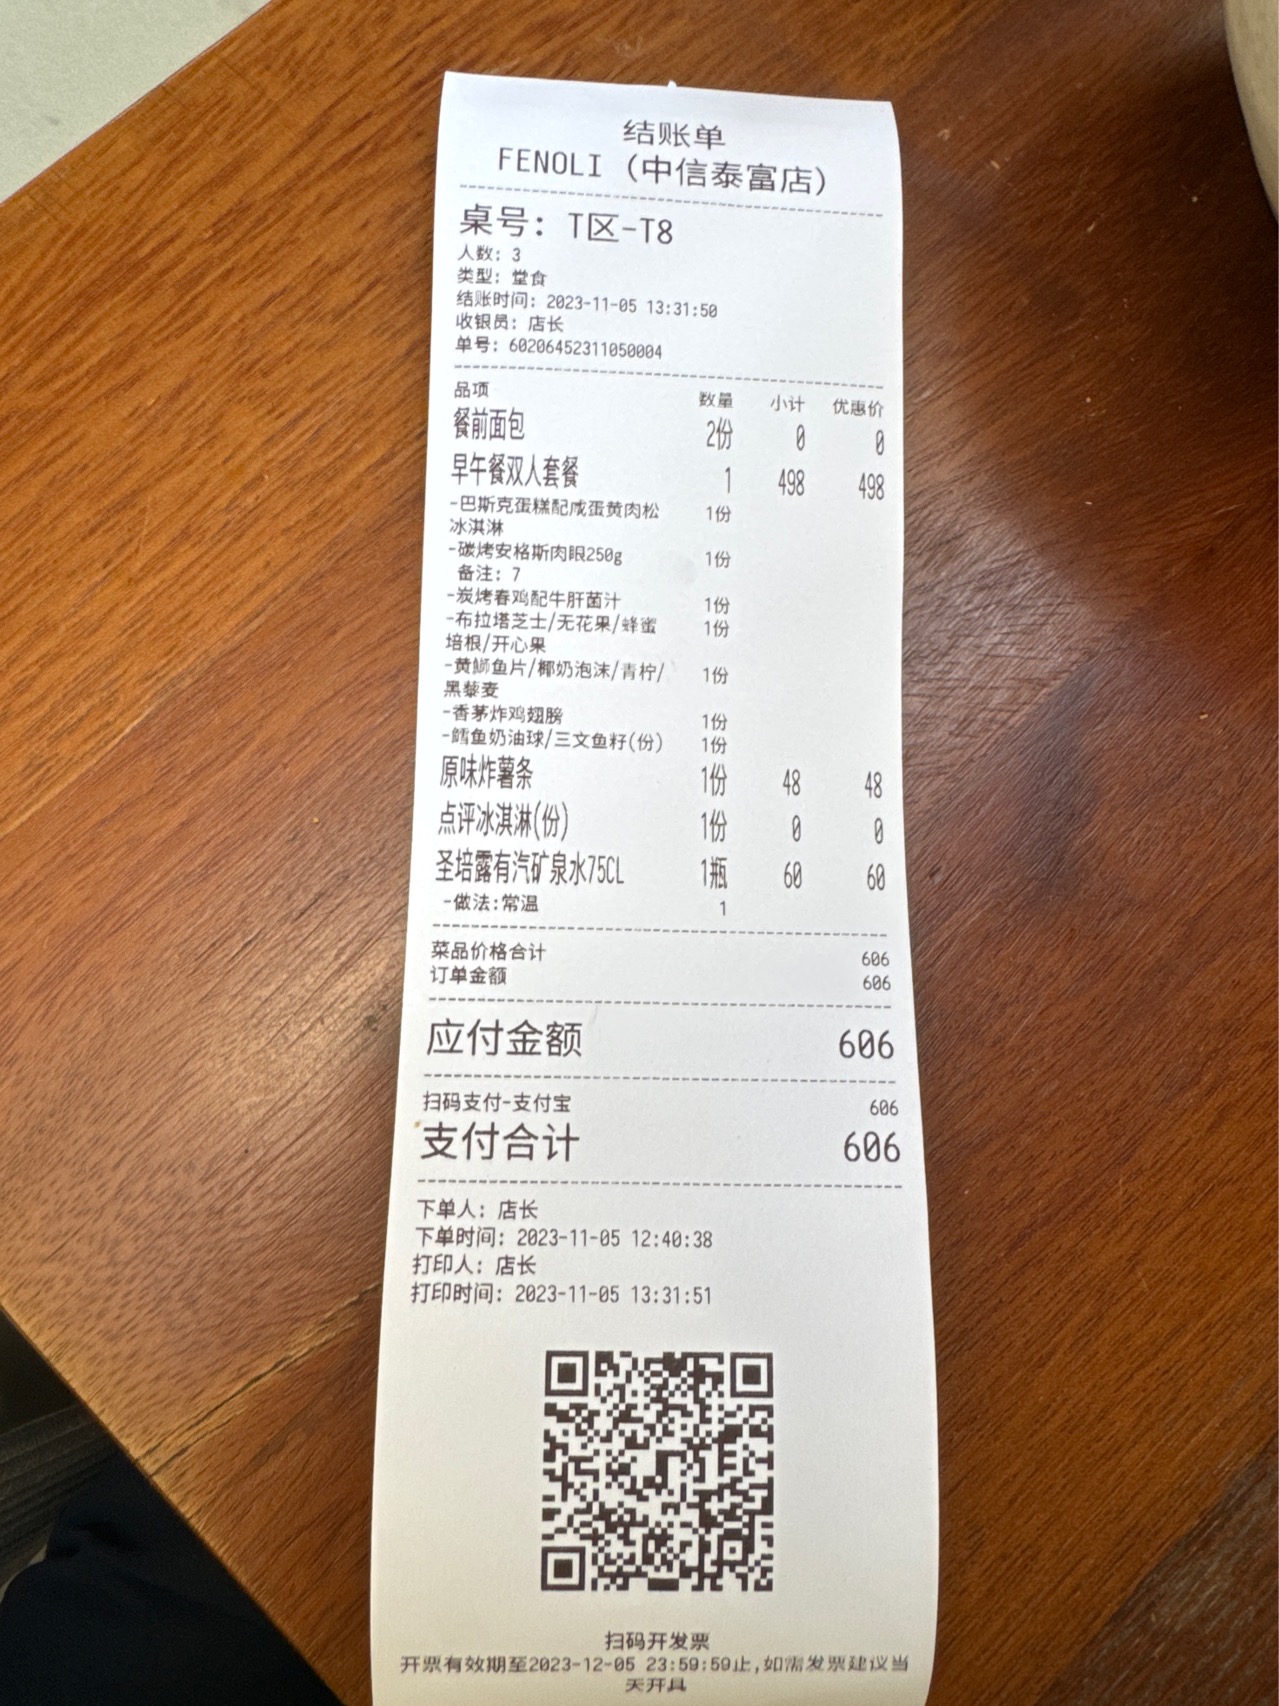 结账单
FENOLI（中信泰富店）
桌号：T区-T8
人数：3
类型：堂食
结账时间：2023-11-05 13:31:50
收银员：店长
单号：60206452311050004
品项 数量 小计 优惠价
餐前面包 2份 0 0
早午餐双人套餐 1 498 498
-巴斯克蛋糕配咸蛋黄肉松 1份
冰淇淋
-碳烤安格斯肉眼250g 1份
备注：7
-炭烤春鸡配牛肝菌汁 1份
-布拉塔芝士/无花果/蜂蜜 1份
培根/开心果
-黄鰤鱼片/椰奶泡沫/青柠/ 1份
黑藜麦
-香茅炸鸡翅膀 1份
-鳕鱼奶油球/三文鱼籽(份) 1份
原味炸薯条 1份 48 48
点评冰淇淋(份) 1份 0 0
圣培露有汽矿泉水75CL 1瓶 60 60
-做法:常温 1
菜品价格合计 606
订单金额 606
应付金额 606
扫码支付-支付宝 606
支付合计 606
下单人：店长
下单时间：2023-11-05 12:40:38
打印人：店长
打印时间：2023-11-05 13:31:51
扫码开发票
开票有效期至2023-12-05 23:59:59止,如需发票建议当
天开具